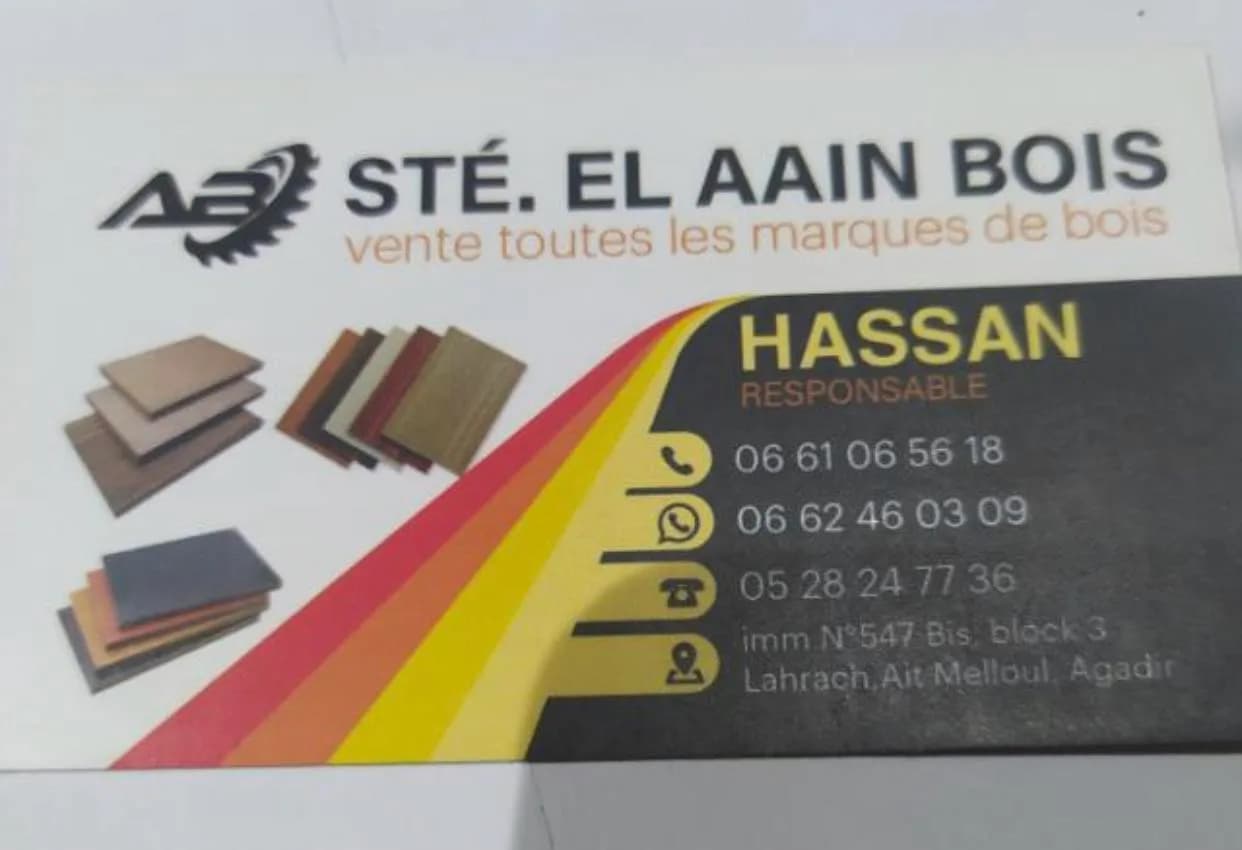 AB STÉ. EL AAIN BOIS
vente toutes les marques de bois
HASSAN
RESPONSABLE
06 61 06 56 18
06 62 46 03 09
05 28 24 77 36
imm N°547 Bis, block 3
Lahrach,Ait Melloul, Agadir